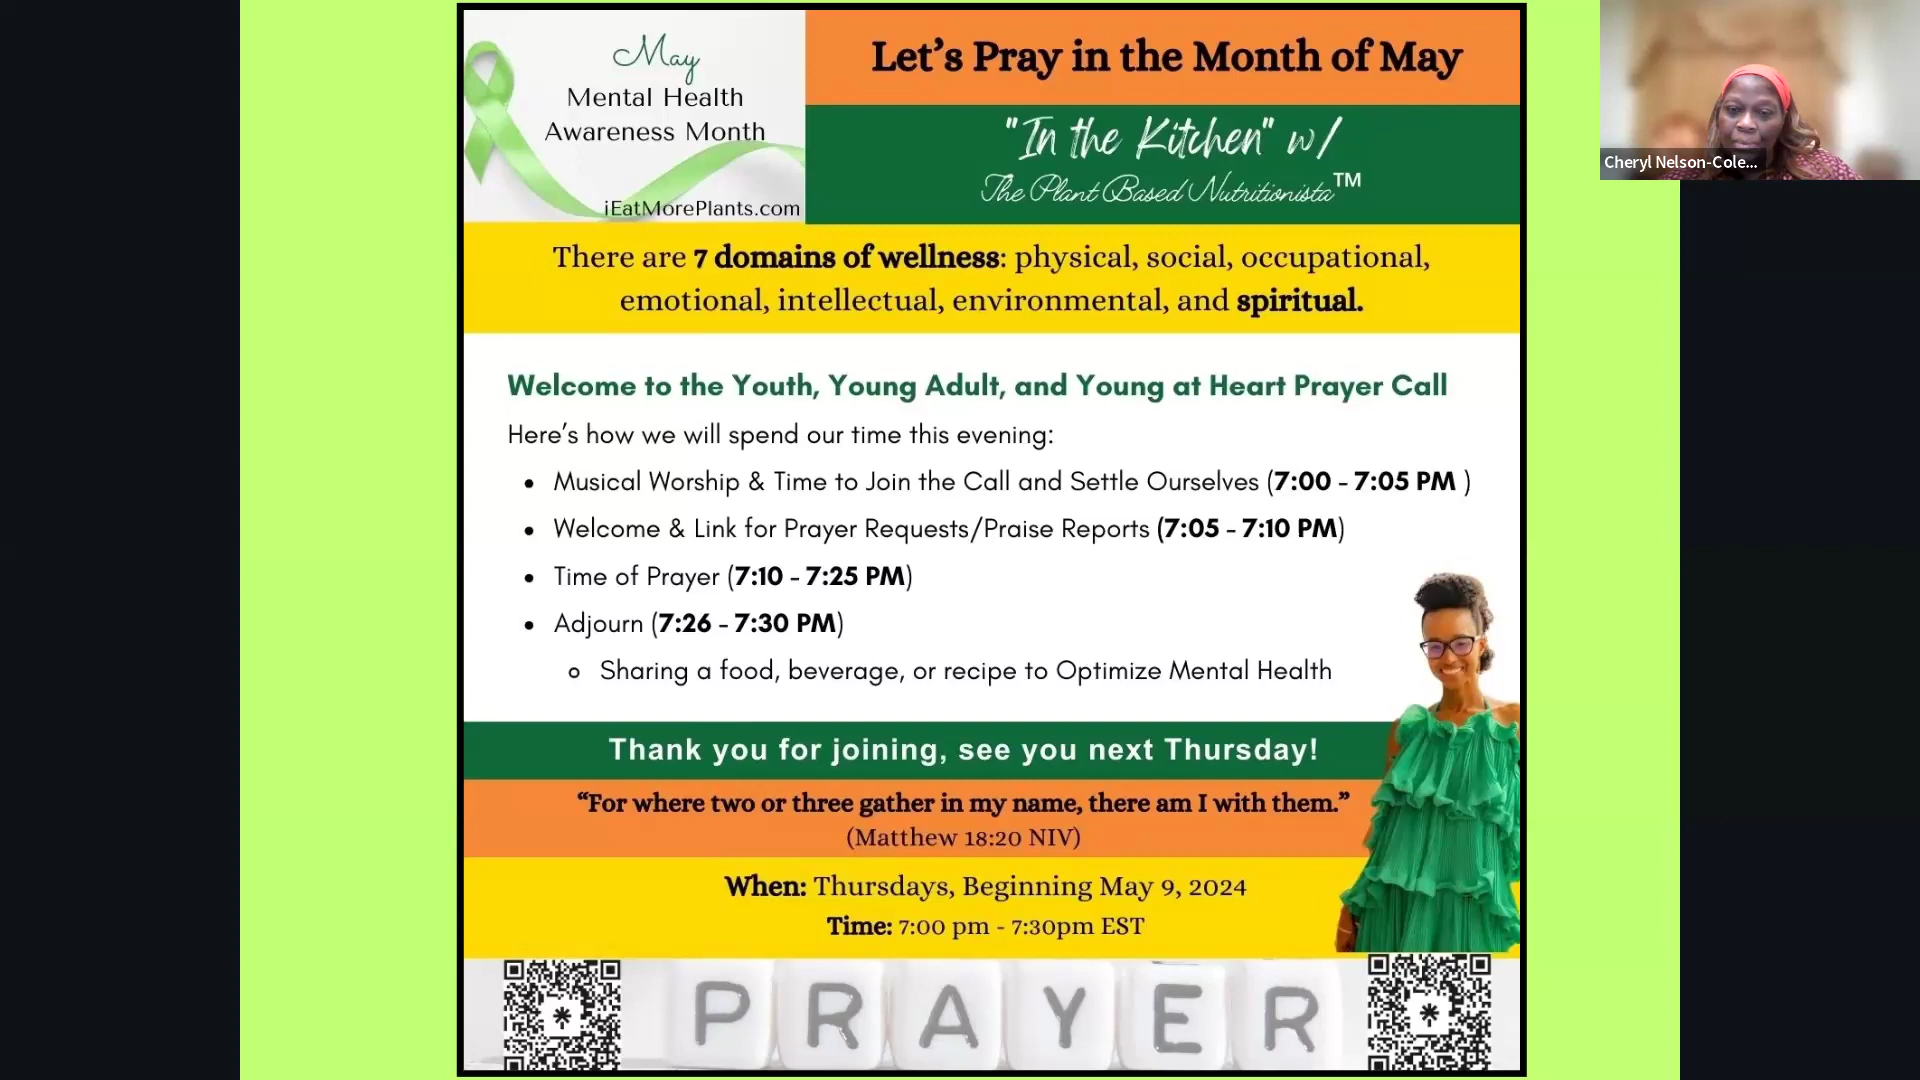 May
Mental Health
Awareness Month
iEatMorePlants.com
Let’s Pray in the Month of May
"In the Kitchen" w/
The Plant Based Nutritionista™
There are 7 domains of wellness: physical, social, occupational,
emotional, intellectual, environmental, and spiritual.
Welcome to the Youth, Young Adult, and Young at Heart Prayer Call
Here’s how we will spend our time this evening:
• Musical Worship & Time to Join the Call and Settle Ourselves (7:00 - 7:05 PM )
• Welcome & Link for Prayer Requests/Praise Reports (7:05 - 7:10 PM)
• Time of Prayer (7:10 - 7:25 PM)
• Adjourn (7:26 - 7:30 PM)
○ Sharing a food, beverage, or recipe to Optimize Mental Health
Thank you for joining, see you next Thursday!
“For where two or three gather in my name, there am I with them.”
(Matthew 18:20 NIV)
When: Thursdays, Beginning May 9, 2024
Time: 7:00 pm - 7:30pm EST
PRAYER
Cheryl Nelson-Cole...